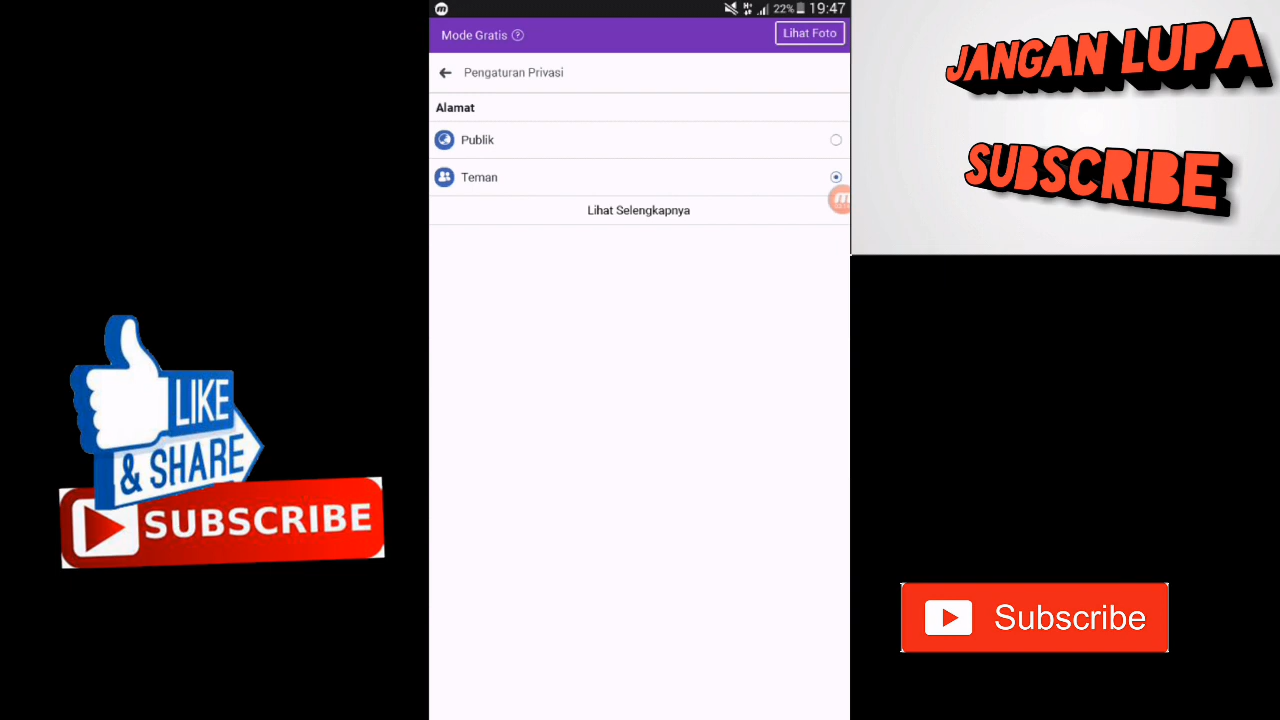 22% 19:47
Mode Gratis ?
Lihat Foto
Pengaturan Privasi
Alamat
Publik
Teman
Lihat Selengkapnya
JANGAN LUPA
SUBSCRIBE
LIKE
& SHARE
SUBSCRIBE
Subscribe